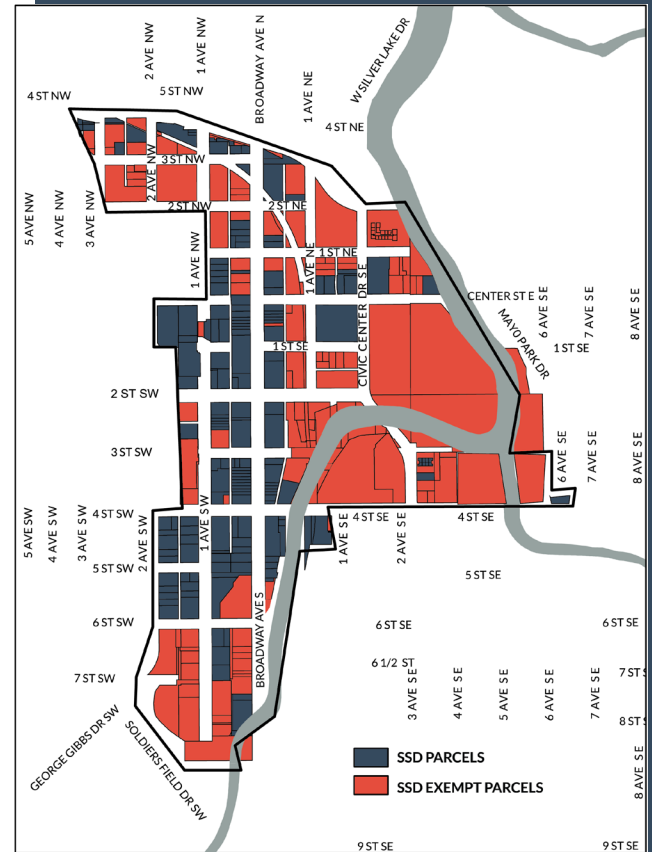 2 AVE NW
1 AVE NW
BROADWAY AVE N
W SILVER LAKE DR
1 AVE NE
5 ST NW
4 ST NW
4 ST NE
3 ST NW
2 AVE NW
2 ST NW
2 ST NE
5 AVE NW
4 AVE NW
3 AVE NW
1 AVE NW
1 ST NE
1 AVE NE
CIVIC CENTER DR SE
CENTER ST E
MAYO PARK DR
6 AVE SE
7 AVE SE
8 AVE SE
1 ST SE
1 ST SE
2 ST SW
3 ST SW
6 AVE SE
7 AVE SE
8 AVE SE
4 ST SW
5 AVE SW
4 AVE SW
3 AVE SW
2 AVE SW
1 AVE SW
1 AVE SE
4 ST SE
2 AVE SE
4 ST SE
5 ST SW
5 ST SE
6 ST SW
BROADWAY AVE S
6 ST SE
6 ST SE
6 1/2 ST
7 ST SW
3 AVE SE
4 AVE SE
5 AVE SE
6 AVE SE
7 AVE SE
7 ST S
8 ST S
8 AVE SE
GEORGE GIBBS DR SW
SOLDIERS FIELD DR SW
SSD PARCELS
SSD EXEMPT PARCELS
9 ST SE
9 ST SE